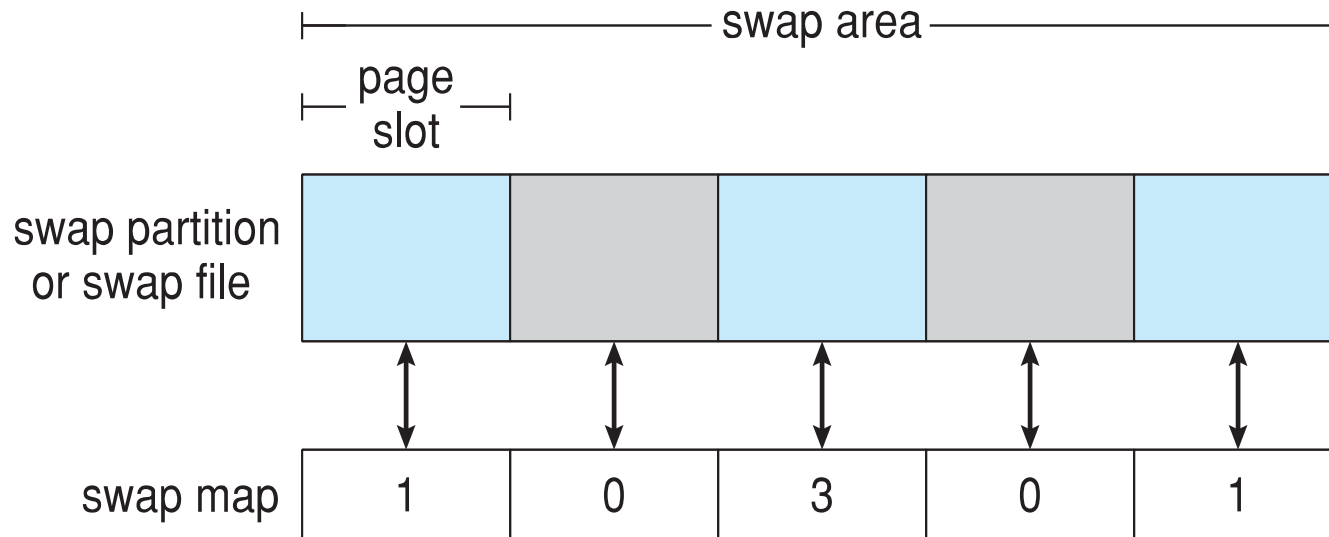 swap area
page
slot
swap partition
or swap file
swap map 1 0 3 0 1